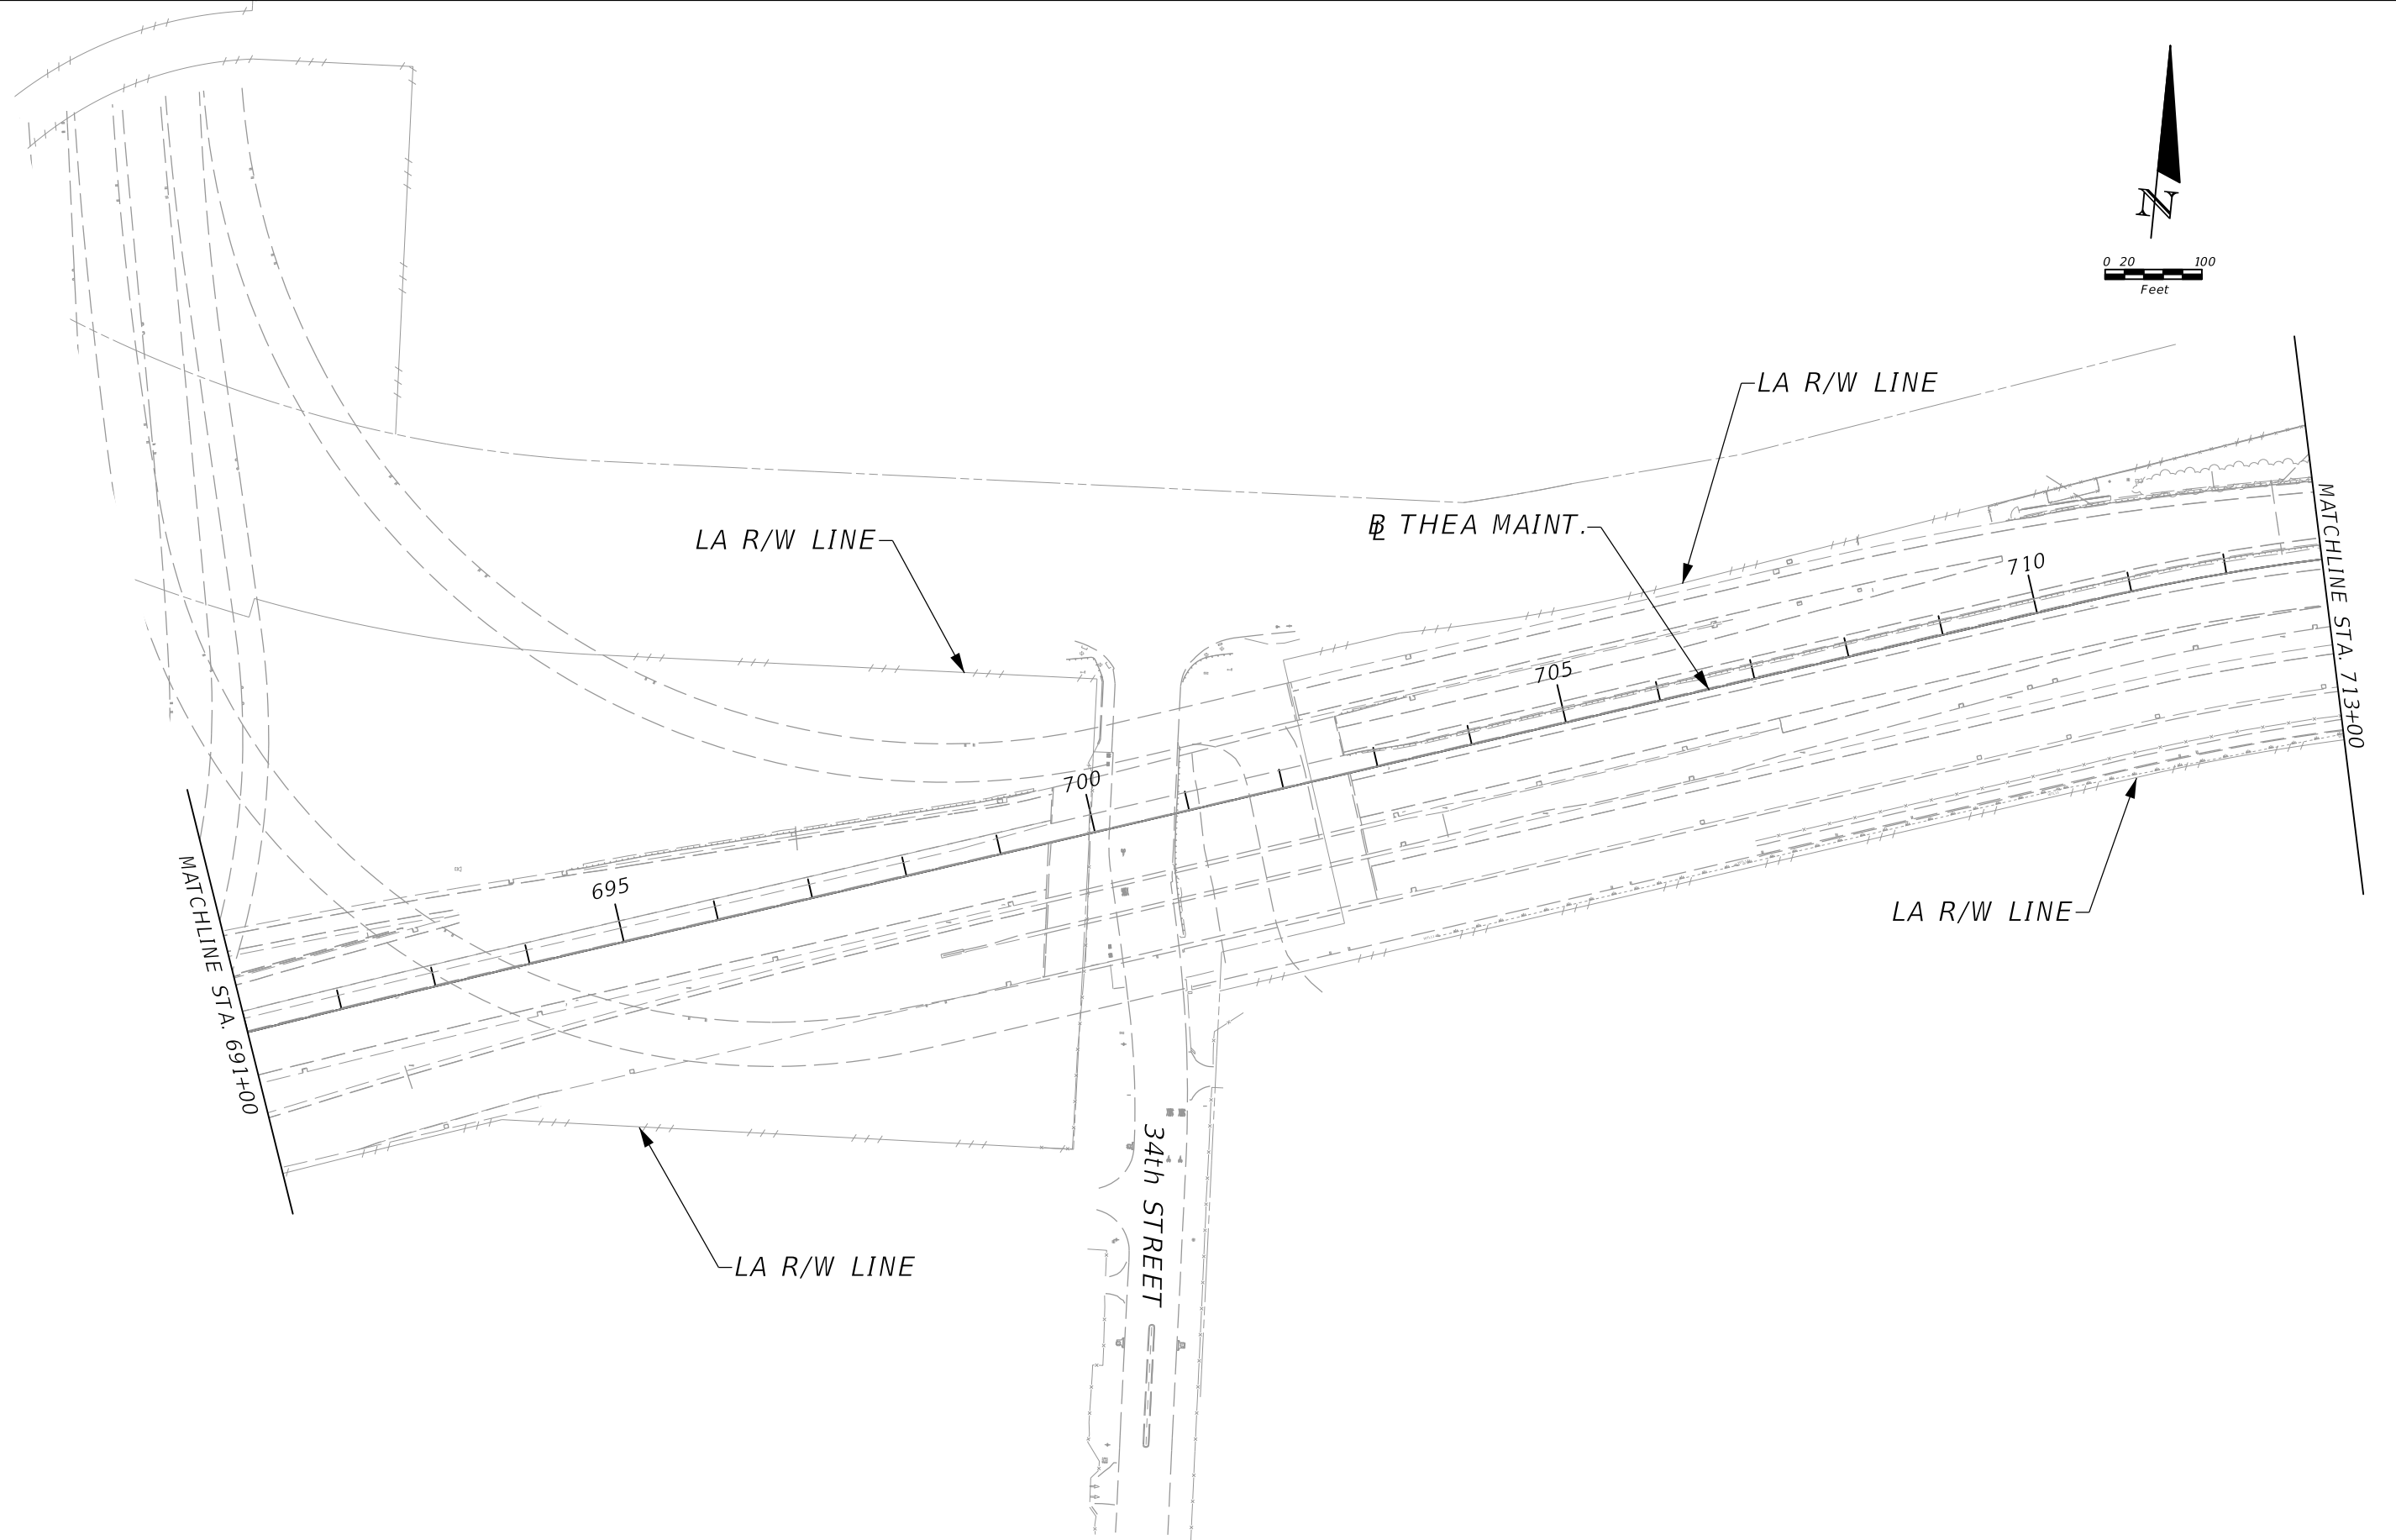 N
0 20 100
Feet
LA R/W LINE
LA R/W LINE
BL THEA MAINT.
MATCHLINE STA. 713+00
710
705
700
695
MATCHLINE STA. 691+00
LA R/W LINE
34th STREET
LA R/W LINE